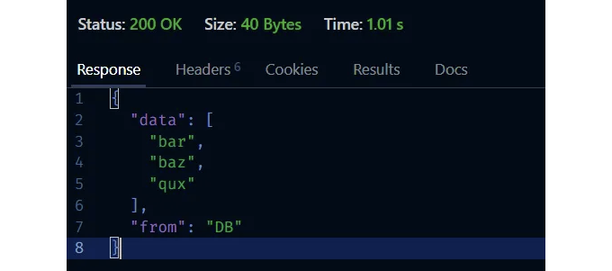 Status: 200 OK Size: 40 Bytes Time: 1.01 s
Response Headers 6 Cookies Results Docs
1 {
2 "data": [
3 "bar",
4 "baz",
5 "qux"
6 ],
7 "from": "DB"
8 }